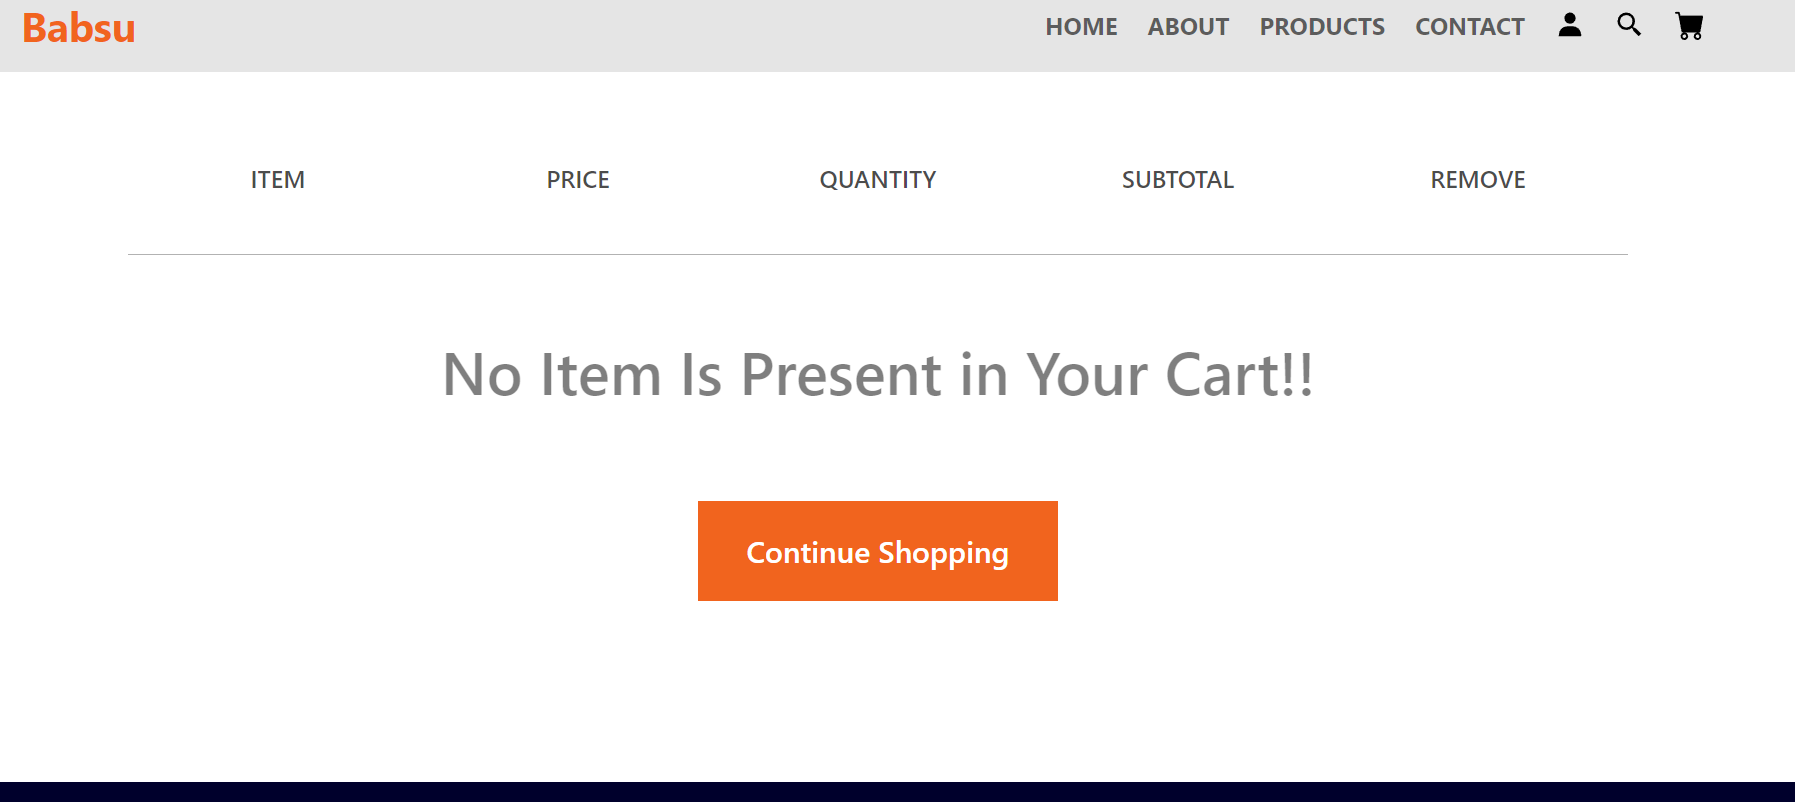 Babsu HOME ABOUT PRODUCTS CONTACT
ITEM PRICE QUANTITY SUBTOTAL REMOVE
No Item Is Present in Your Cart!!
Continue Shopping